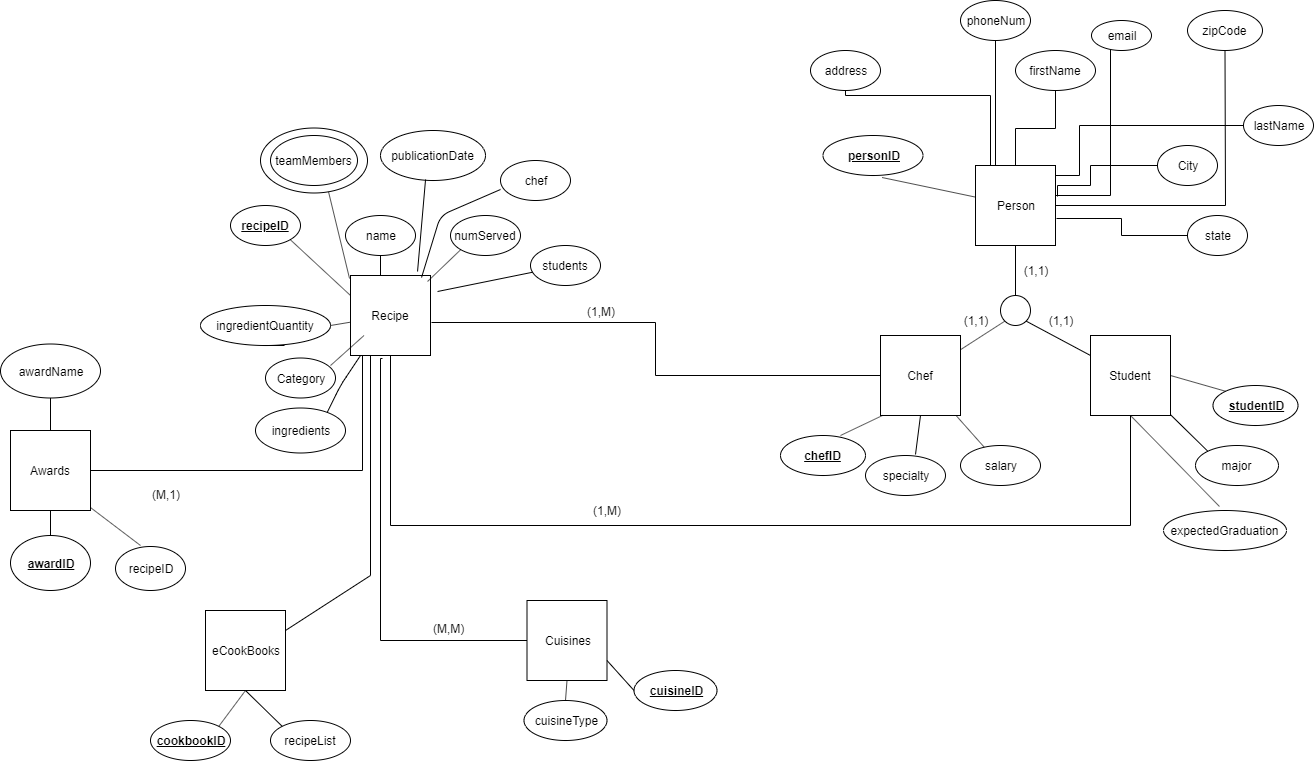 phoneNum
email
zipCode
address
firstName
lastName
teamMembers
publicationDate
personID
City
chef
Person
recipeID
name
numServed
state
students
(1,1)
Recipe
(1,M)
ingredientQuantity
(1,1)
(1,1)
awardName
Category
Chef
Student
studentID
ingredients
chefID
specialty
salary
major
Awards
(M,1)
(1,M)
expectedGraduation
awardID
recipeID
eCookBooks
(M,M)
Cuisines
cuisineID
cuisineType
cookbookID
recipeList